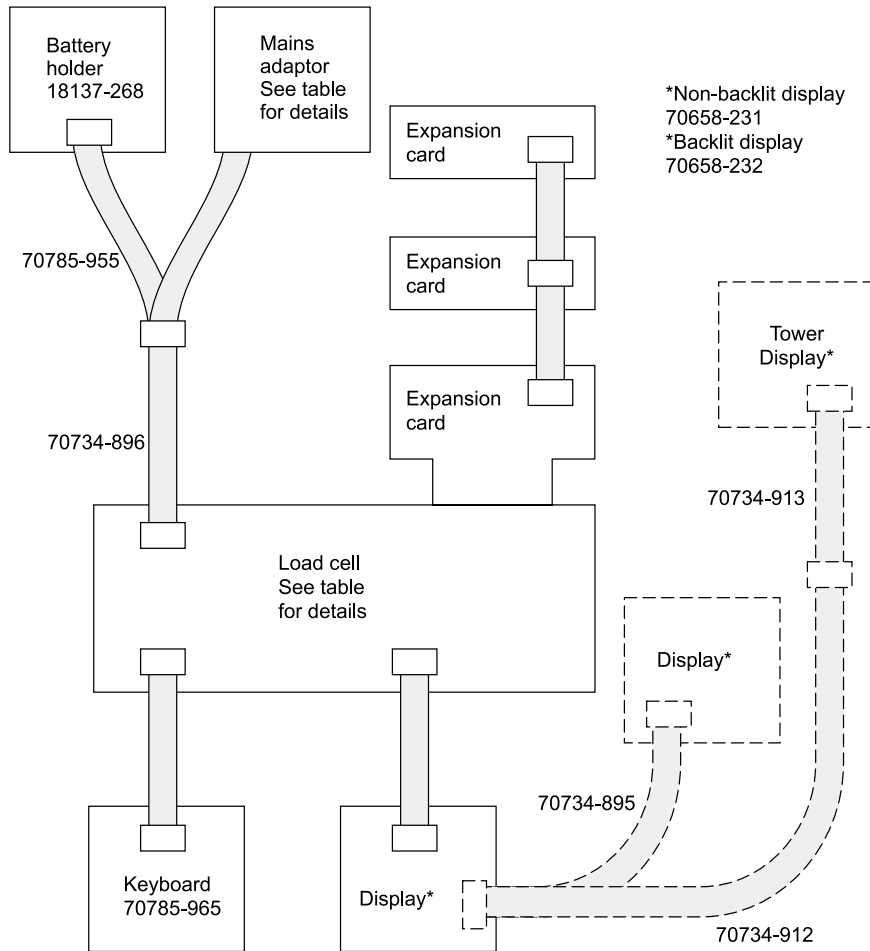 Battery
holder
18137-268
Mains
adaptor
See table
for details
Expansion
card
*Non-backlit display
70658-231
*Backlit display
70658-232
70785-955
Expansion
card
Tower
Display*
Expansion
card
70734-896
70734-913
Load cell
See table
for details
Display*
70734-895
Keyboard
70785-965
Display*
70734-912